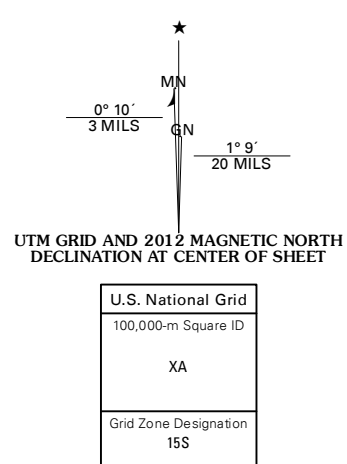 ★
MN
0° 10´
3 MILS
GN
1° 9´
20 MILS
UTM GRID AND 2012 MAGNETIC NORTH
DECLINATION AT CENTER OF SHEET
U.S. National Grid
100,000-m Square ID
XA
Grid Zone Designation
15S